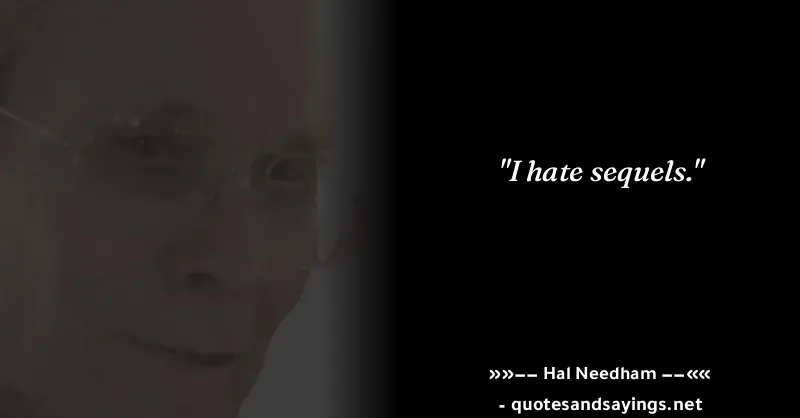 "I hate sequels."
»»−− Hal Needham −−««
- quotesandsayings.net